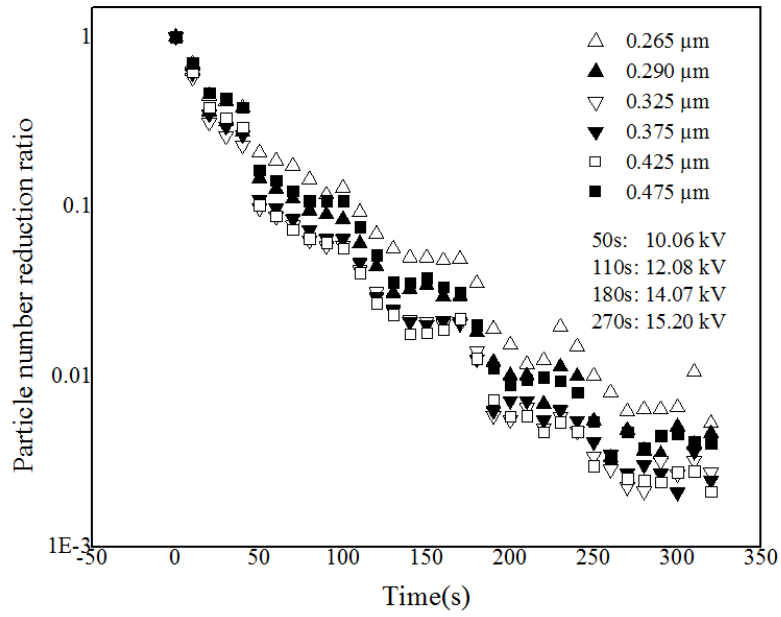 Particle number reduction ratio
1
0.1
0.01
1E-3
0.265 µm
0.290 µm
0.325 µm
0.375 µm
0.425 µm
0.475 µm
50s: 10.06 kV
110s: 12.08 kV
180s: 14.07 kV
270s: 15.20 kV
-50 0 50 100 150 200 250 300 350
Time(s)